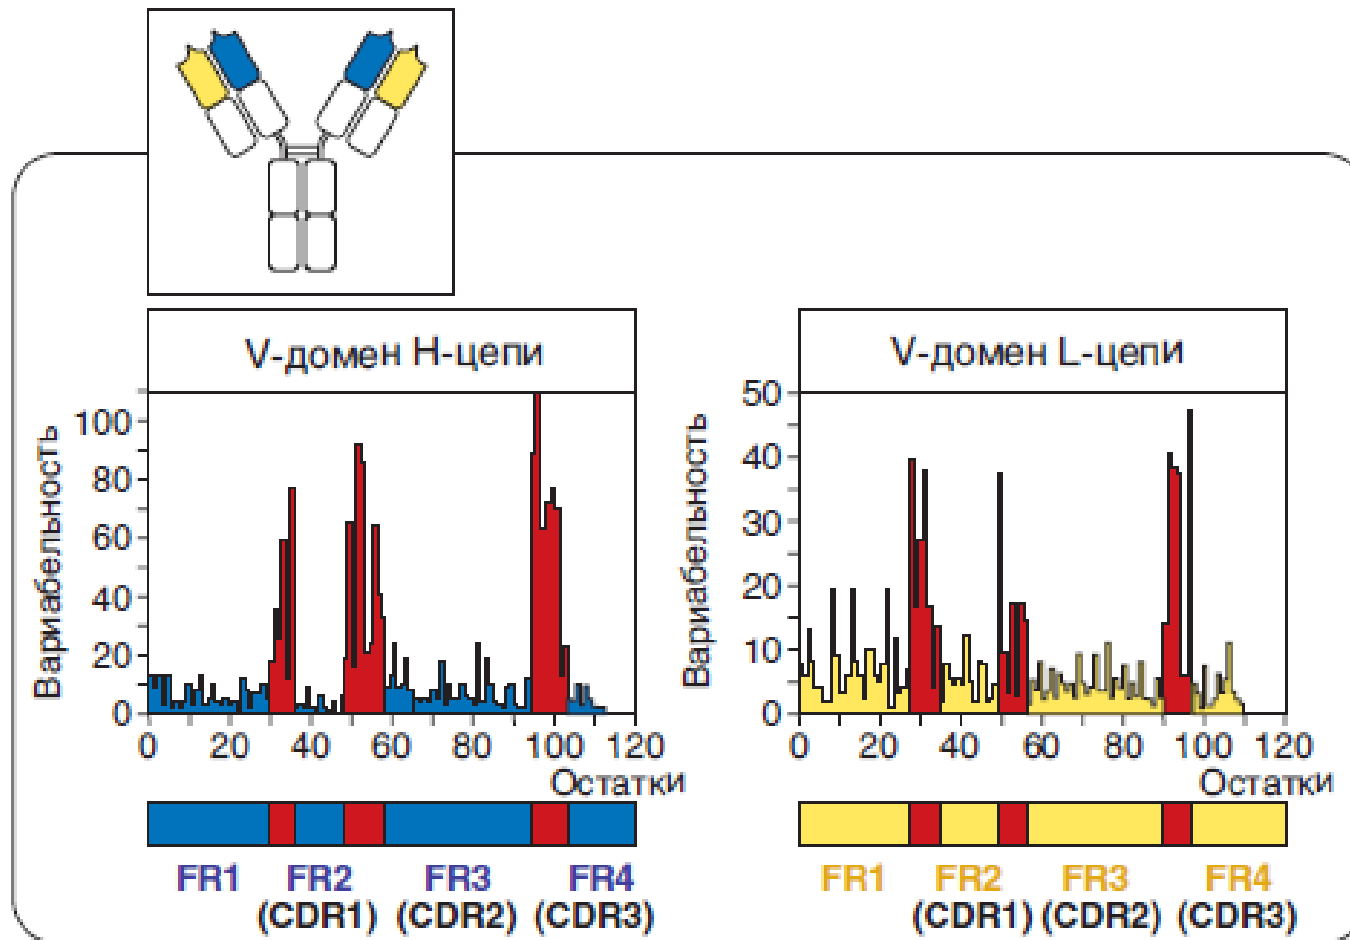 V-домен H-цепи
Вариабельность
100
80
60
40
20
0
0 20 40 60 80 100 120
Остатки
FR1 FR2 FR3 FR4
(CDR1) (CDR2) (CDR3)
V-домен L-цепи
Вариабельность
50
40
30
20
10
0
0 20 40 60 80 100 120
Остатки
FR1 FR2 FR3 FR4
(CDR1) (CDR2) (CDR3)